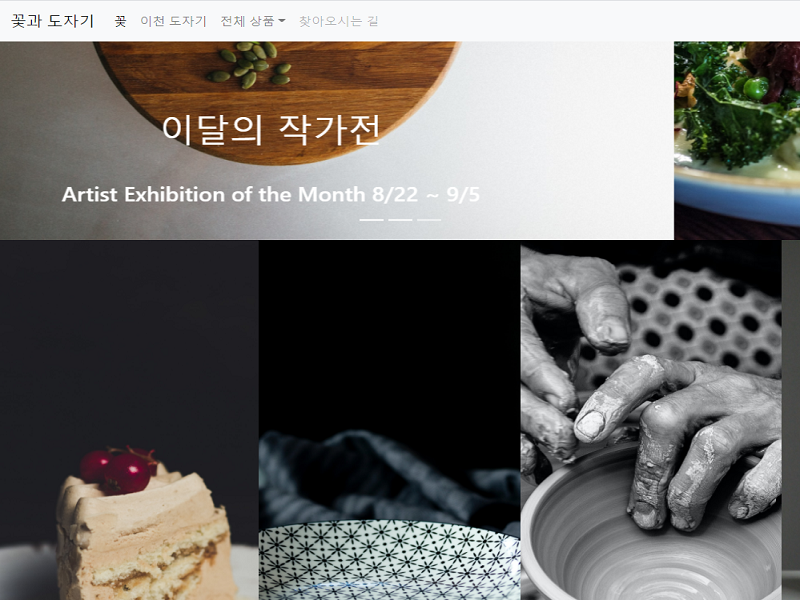 꽃과 도자기 꽃 이천 도자기 전체 상품 찾아오시는 길
이달의 작가전
Artist Exhibition of the Month 8/22 ~ 9/5